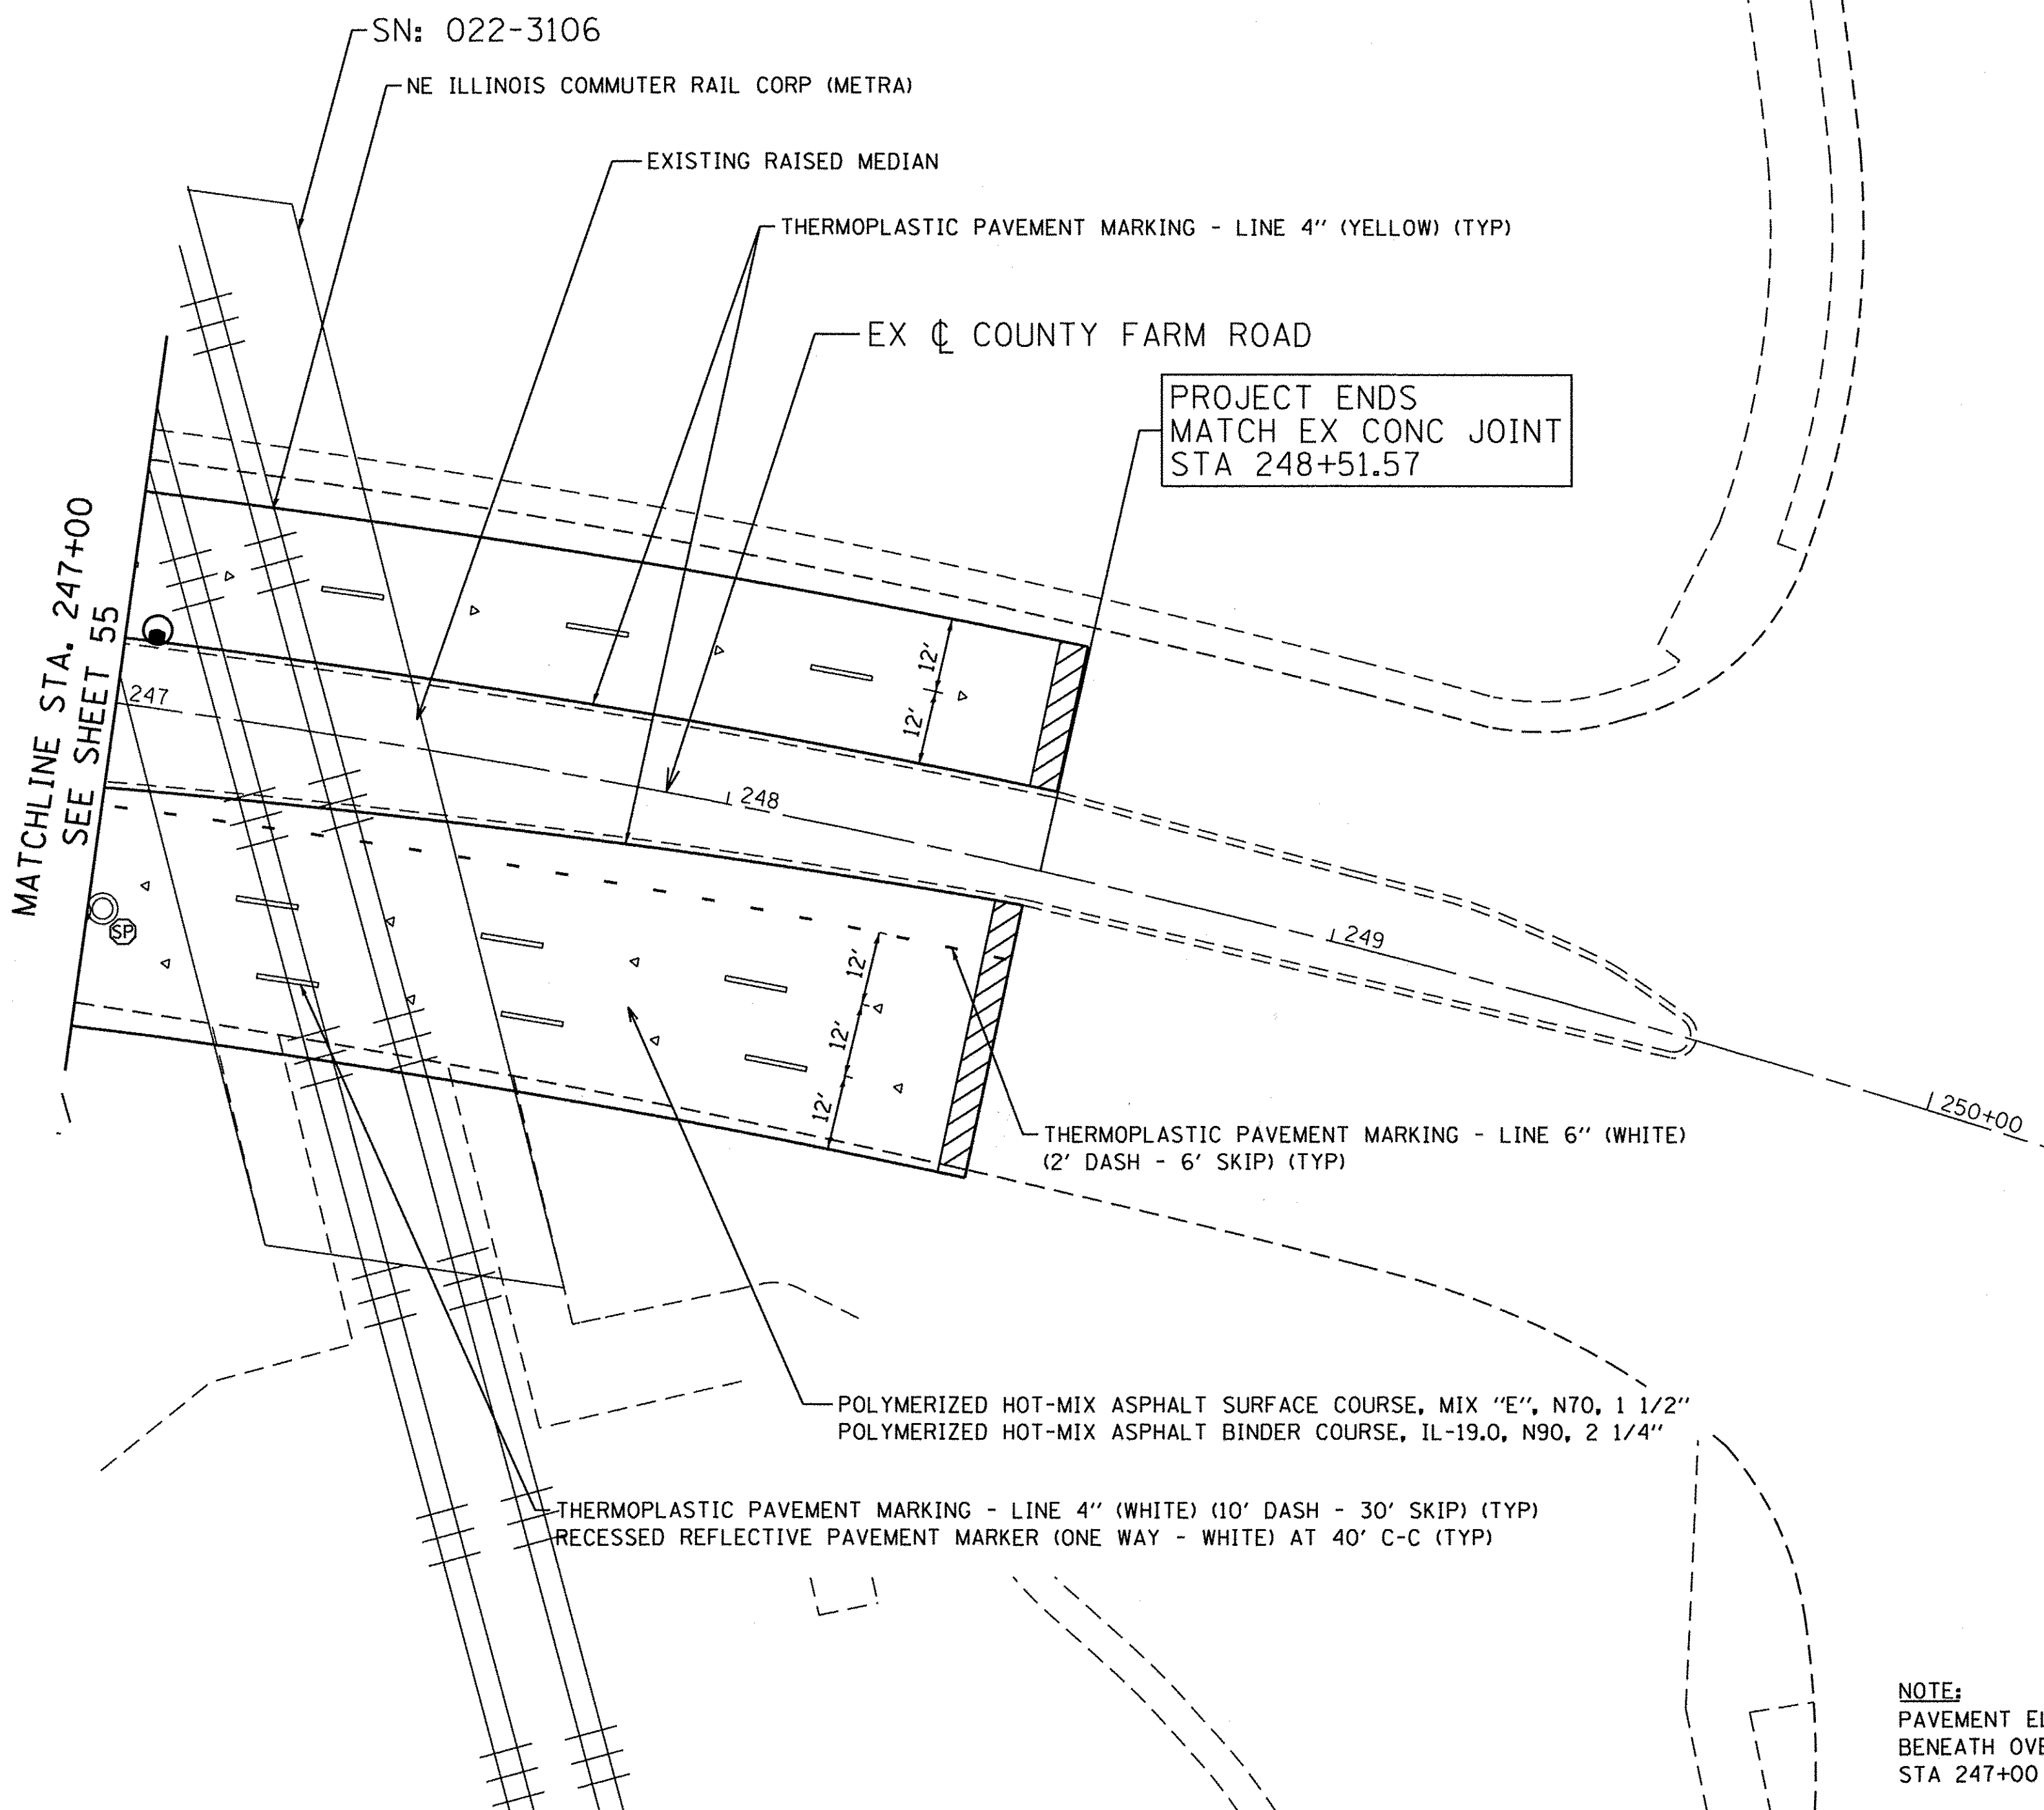 SN: 022-3106
NE ILLINOIS COMMUTER RAIL CORP (METRA)
EXISTING RAISED MEDIAN
THERMOPLASTIC PAVEMENT MARKING - LINE 4" (YELLOW) (TYP)
EX ℄ COUNTY FARM ROAD
PROJECT ENDS
MATCH EX CONC JOINT
STA 248+51.57
MATCHLINE STA. 247+00
SEE SHEET 55
247
12'
12'
248
249
SP
12'
12'
12'
250+00
THERMOPLASTIC PAVEMENT MARKING - LINE 6" (WHITE)
(2' DASH - 6' SKIP) (TYP)
POLYMERIZED HOT-MIX ASPHALT SURFACE COURSE, MIX "E", N70, 1 1/2"
POLYMERIZED HOT-MIX ASPHALT BINDER COURSE, IL-19.0, N90, 2 1/4"
THERMOPLASTIC PAVEMENT MARKING - LINE 4" (WHITE) (10' DASH - 30' SKIP) (TYP)
RECESSED REFLECTIVE PAVEMENT MARKER (ONE WAY - WHITE) AT 40' C-C (TYP)
NOTE:
PAVEMENT
BENEATH
STA 247+00